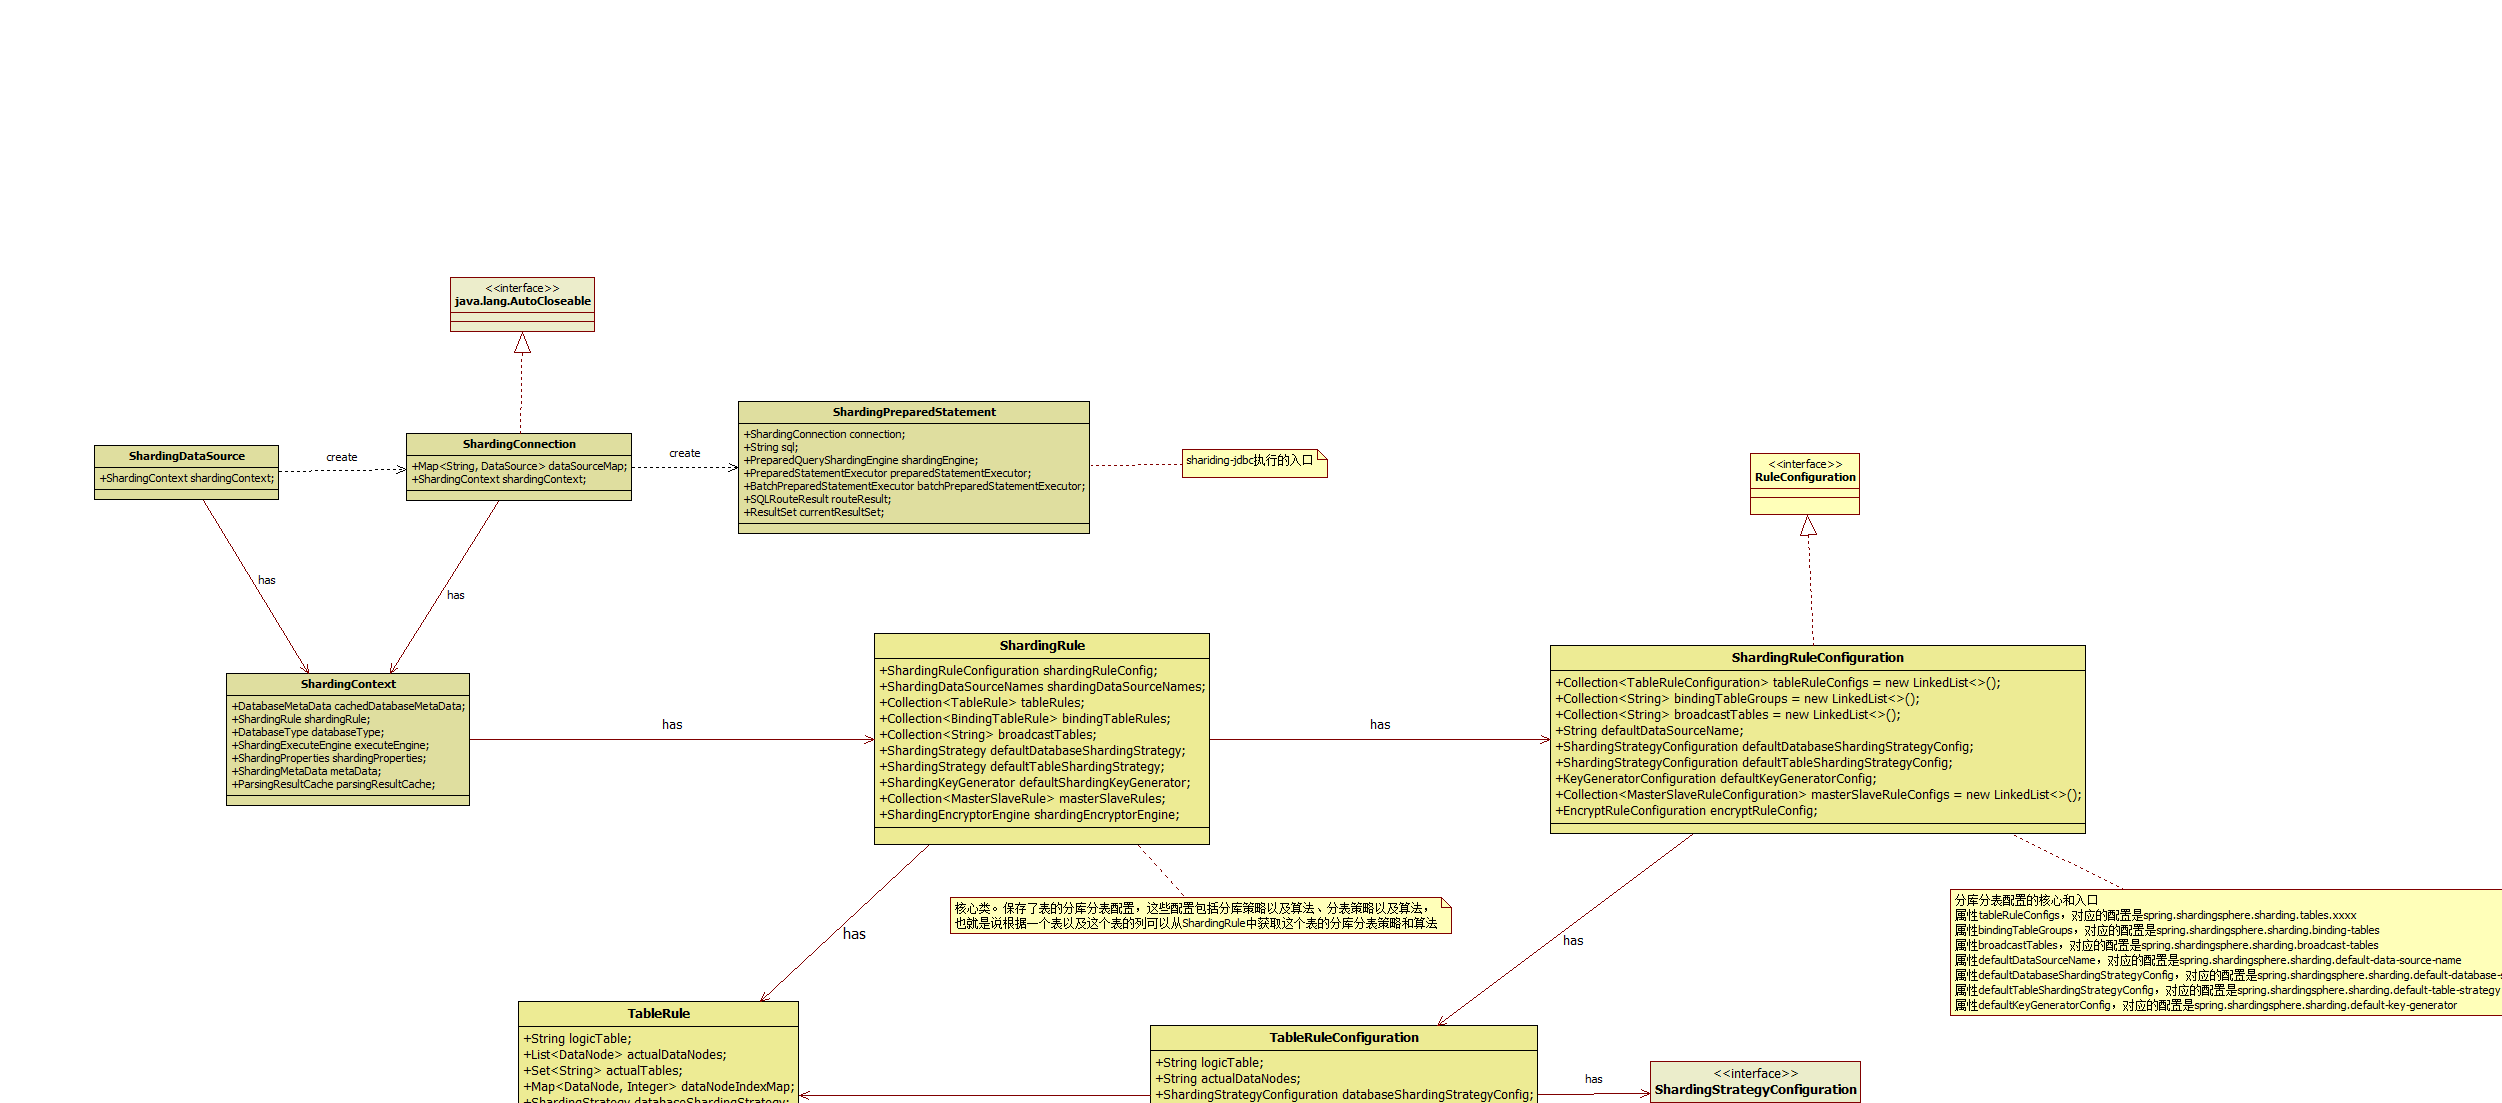 <<interface>>
java.lang.AutoCloseable
ShardingPreparedStatement
+ShardingConnection connection;
+String sql;
+PreparedQueryShardingEngine shardingEngine;
+PreparedStatementExecutor preparedStatementExecutor;
+BatchPreparedStatementExecutor batchPreparedStatementExecutor;
+SQLRouteResult routeResult;
+ResultSet currentResultSet;
ShardingDataSource
+ShardingContext shardingContext;
create
ShardingConnection
+Map<String, DataSource> dataSourceMap;
+ShardingContext shardingContext;
create
shariding-jdbc执行的入口
<<interface>>
RuleConfiguration
has
has
ShardingContext
+DatabaseMetaData cachedDatabaseMetaData;
+ShardingRule shardingRule;
+DatabaseType databaseType;
+ShardingExecuteEngine executeEngine;
+ShardingProperties shardingProperties;
+ShardingMetaData metaData;
+ParsingResultCache parsingResultCache;
has
ShardingRule
+ShardingRuleConfiguration shardingRuleConfig;
+ShardingDataSourceNames shardingDataSourceNames;
+Collection<TableRule> tableRules;
+Collection<BindingTableRule> bindingTableRules;
+Collection<String> broadcastTables;
+ShardingStrategy defaultDatabaseShardingStrategy;
+ShardingStrategy defaultTableShardingStrategy;
+ShardingKeyGenerator defaultShardingKeyGenerator;
+Collection<MasterSlaveRule> masterSlaveRules;
+ShardingEncryptorEngine shardingEncryptorEngine;
has
ShardingRuleConfiguration
+Collection<TableRuleConfiguration> tableRuleConfigs = new LinkedList<>();
+Collection<String> bindingTableGroups = new LinkedList<>();
+Collection<String> broadcastTables = new LinkedList<>();
+String defaultDataSourceName;
+ShardingStrategyConfiguration defaultDatabaseShardingStrategyConfig;
+ShardingStrategyConfiguration defaultTableShardingStrategyConfig;
+KeyGeneratorConfiguration defaultKeyGeneratorConfig;
+Collection<MasterSlaveRuleConfiguration> masterSlaveRuleConfigs = new LinkedList<>();
+EncryptRuleConfiguration encryptRuleConfig;
核心类。保存了表的分库分表配置，这些配置包括分库策略以及算法、分表策略以及算法，
也就是说根据一个表以及这个表的列可以从ShardingRule中获取这个表的分库分表策略和算法
has
has
分库分表配置的核心和入口
属性tableRuleConfigs，对应的配置是spring.shardingsphere.sharding.tables.xxxx
属性bindingTableGroups，对应的配置是spring.shardingsphere.sharding.binding-tables
属性broadcastTables，对应的配置是spring.shardingsphere.sharding.broadcast-tables
属性defaultDataSourceName，对应的配置是spring.shardingsphere.sharding.default-data-source-name
属性defaultDatabaseShardingStrategyConfig，对应的配置是spring.shardingsphere.sharding.default-database-s
属性defaultTableShardingStrategyConfig，对应的配置是spring.shardingsphere.sharding.default-table-strategy
属性defaultKeyGeneratorConfig，对应的配置是spring.shardingsphere.sharding.default-key-generator
TableRule
+String logicTable;
+List<DataNode> actualDataNodes;
+Set<String> actualTables;
+Map<DataNode, Integer> dataNodeIndexMap;
+ShardingStrategy databaseShardingStrategy;
TableRuleConfiguration
+String logicTable;
+String actualDataNodes;
+ShardingStrategyConfiguration databaseShardingStrategyConfig;
has
<<interface>>
ShardingStrategyConfiguration